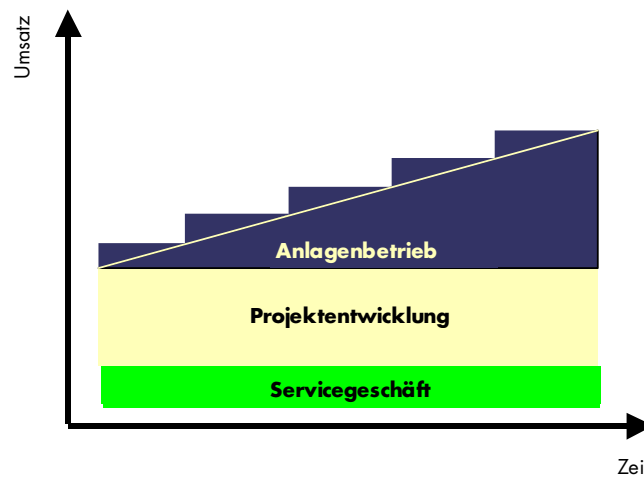 Umsatz
Anlagenbetrieb
Projektentwicklung
Servicegeschäft
Zei